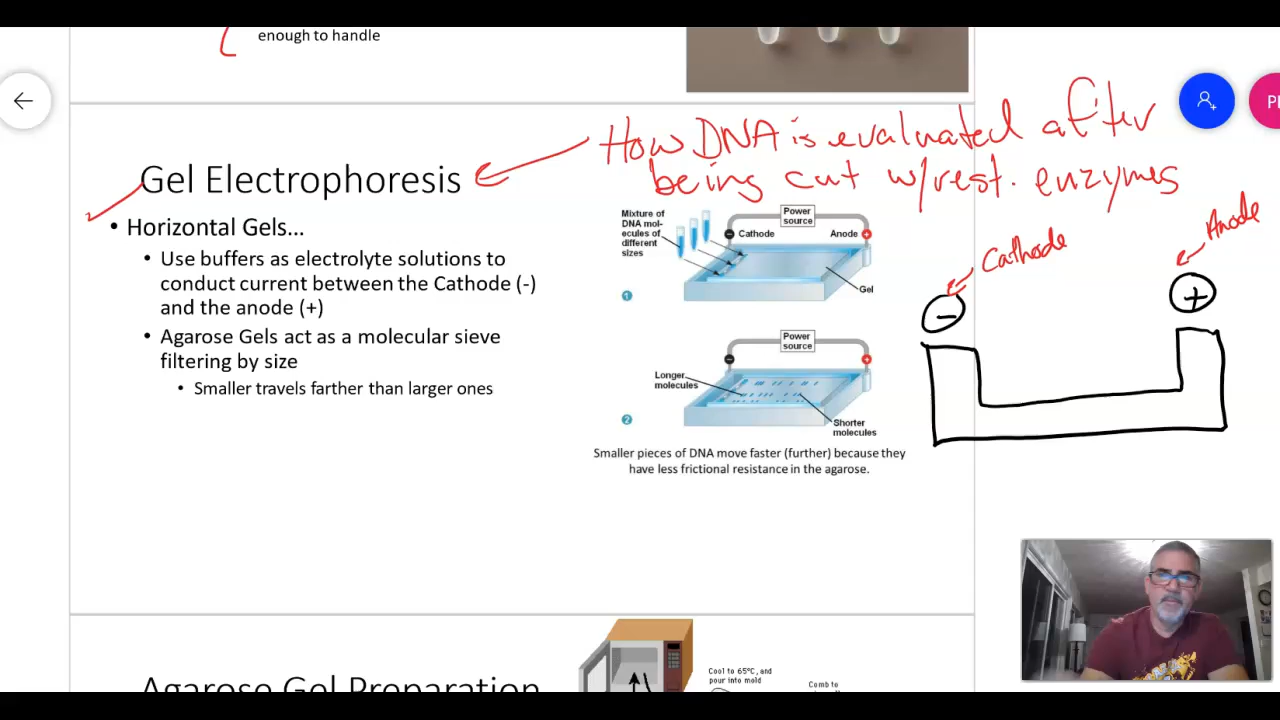 enough to handle
How DNA is evaluated after
being cut w/rest. enzymes
Gel Electrophoresis
• Horizontal Gels...
• Use buffers as electrolyte solutions to
conduct current between the Cathode (-)
and the anode (+)
• Agarose Gels act as a molecular sieve
filtering by size
• Smaller travels farther than larger ones
Mixture of
DNA mol-
ecules of
different
sizes
Power
source
Cathode
Anode
Gel
1
Power
source
Longer
molecules
Shorter
molecules
2
Smaller pieces of DNA move faster (further) because they
have less frictional resistance in the agarose.
Cathode
Anode
−
+
Agarose Gel Preparation
Cool to 65°C, and
pour into mold
Comb to